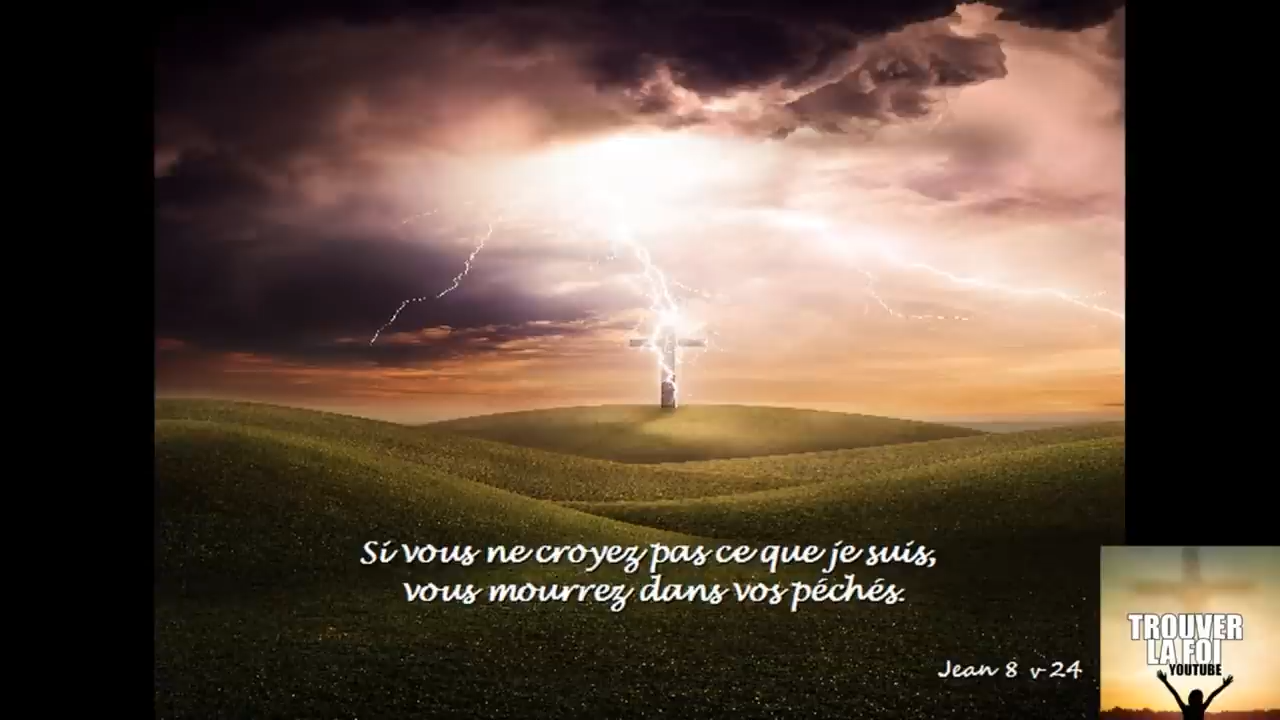 Si vous ne croyez pas ce que je suis,
vous mourrez dans vos péchés.
Jean 8 v 24
TROUVER
LA FOI
YOUTUBE